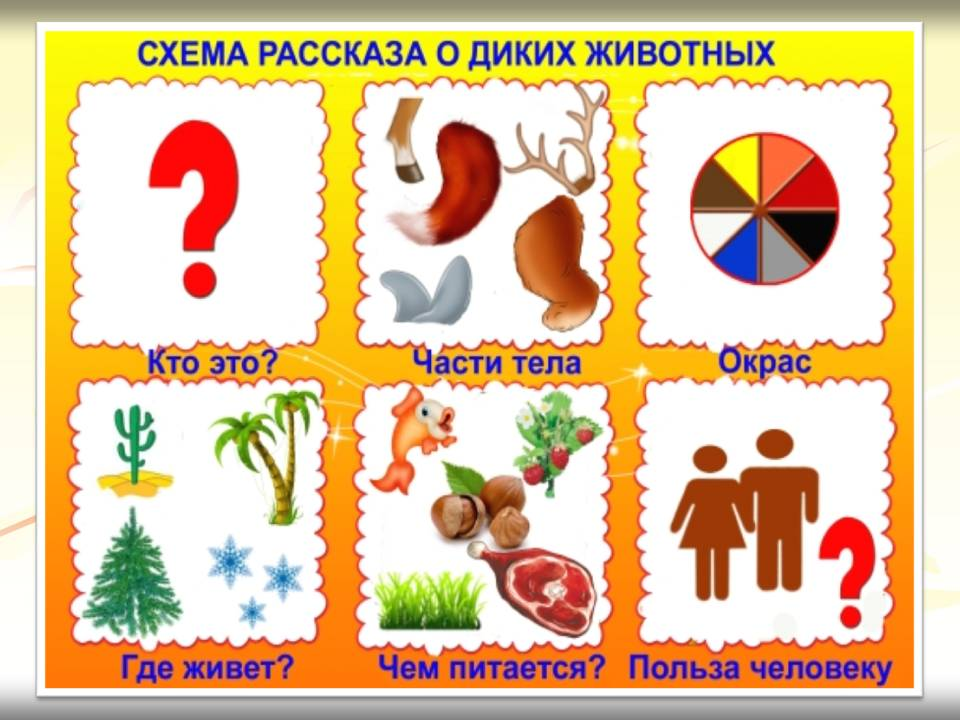 СХЕМА РАССКАЗА О ДИКИХ ЖИВОТНЫХ
Кто это?
Части тела
Окрас
Где живет?
Чем питается?
Польза человеку